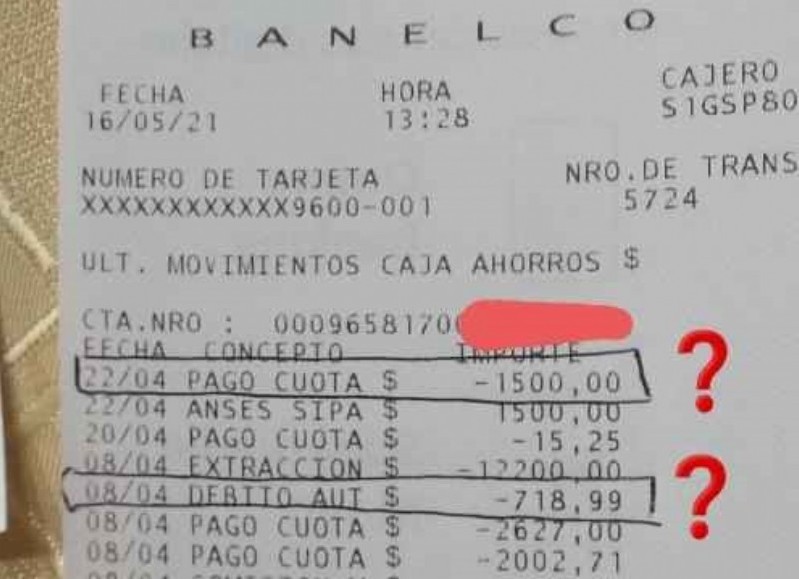 BANELCO
FECHA HORA CAJERO
16/05/21 13:28 S1GSP80
NUMERO DE TARJETA NRO.DE TRANS
XXXXXXXXXXXX9600-001 5724
ULT. MOVIMIENTOS CAJA AHORROS $
CTA.NRO : 0009658170
FECHA CONCEPTO IMPORTE
22/04 PAGO CUOTA $ -1500,00 ?
22/04 ANSES SIPA $ 1500,00
20/04 PAGO CUOTA $ -15,25
08/04 EXTRACCION $ -12200,00
08/04 DEBITO AUT $ -718,99 ?
08/04 PAGO CUOTA $ -2627,00
08/04 PAGO CUOTA $ -2002,71